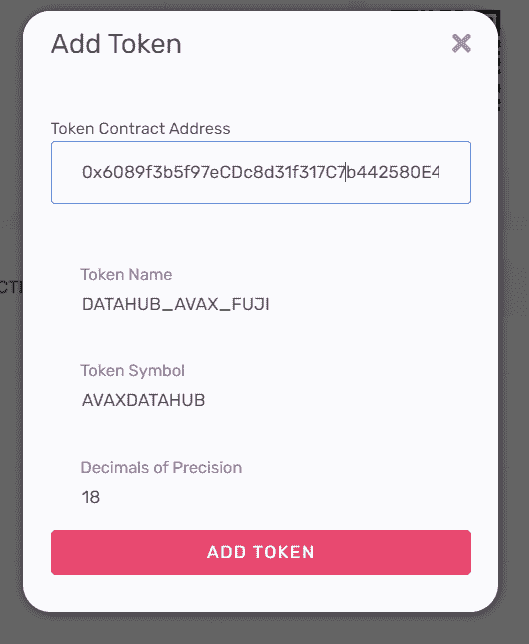 Add Token
Token Contract Address
0x6089f3b5f97eCDc8d31f317C7b442580E4
Token Name
DATAHUB_AVAX_FUJI
Token Symbol
AVAXDATAHUB
Decimals of Precision
18
ADD TOKEN